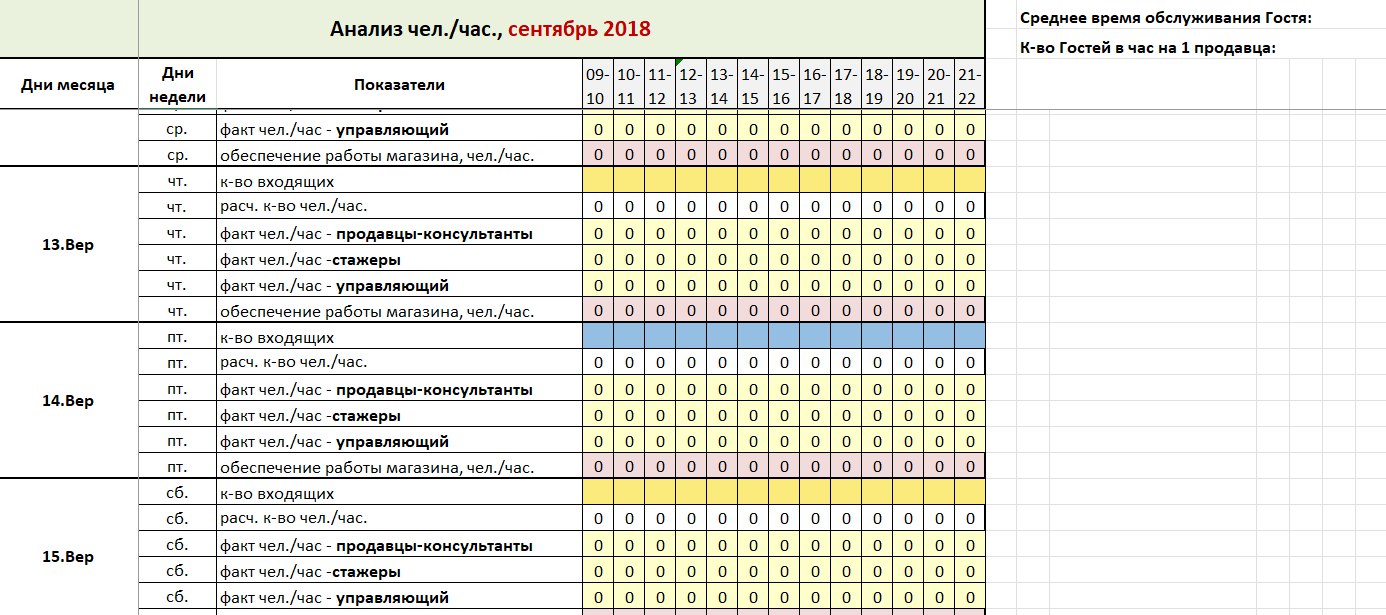 Анализ чел./час., сентябрь 2018
Среднее время обслуживания Гостя:
К-во Гостей в час на 1 продавца:
Дни месяца Дни недели Показатели 09-10 10-11 11-12 12-13 13-14 14-15 15-16 16-17 17-18 18-19 19-20 20-21 21-22
ср. факт чел./час - управляющий 0 0 0 0 0 0 0 0 0 0 0 0 0
ср. обеспечение работы магазина, чел./час. 0 0 0 0 0 0 0 0 0 0 0 0 0
13.Вер
чт. к-во входящих
чт. расч. к-во чел./час. 0 0 0 0 0 0 0 0 0 0 0 0 0
чт. факт чел./час - продавцы-консультанты 0 0 0 0 0 0 0 0 0 0 0 0 0
чт. факт чел./час -стажеры 0 0 0 0 0 0 0 0 0 0 0 0 0
чт. факт чел./час - управляющий 0 0 0 0 0 0 0 0 0 0 0 0 0
чт. обеспечение работы магазина, чел./час. 0 0 0 0 0 0 0 0 0 0 0 0 0
14.Вер
пт. к-во входящих
пт. расч. к-во чел./час. 0 0 0 0 0 0 0 0 0 0 0 0 0
пт. факт чел./час - продавцы-консультанты 0 0 0 0 0 0 0 0 0 0 0 0 0
пт. факт чел./час -стажеры 0 0 0 0 0 0 0 0 0 0 0 0 0
пт. факт чел./час - управляющий 0 0 0 0 0 0 0 0 0 0 0 0 0
пт. обеспечение работы магазина, чел./час. 0 0 0 0 0 0 0 0 0 0 0 0 0
15.Вер
сб. к-во входящих
сб. расч. к-во чел./час. 0 0 0 0 0 0 0 0 0 0 0 0 0
сб. факт чел./час - продавцы-консультанты 0 0 0 0 0 0 0 0 0 0 0 0 0
сб. факт чел./час -стажеры 0 0 0 0 0 0 0 0 0 0 0 0 0
сб. факт чел./час - управляющий 0 0 0 0 0 0 0 0 0 0 0 0 0